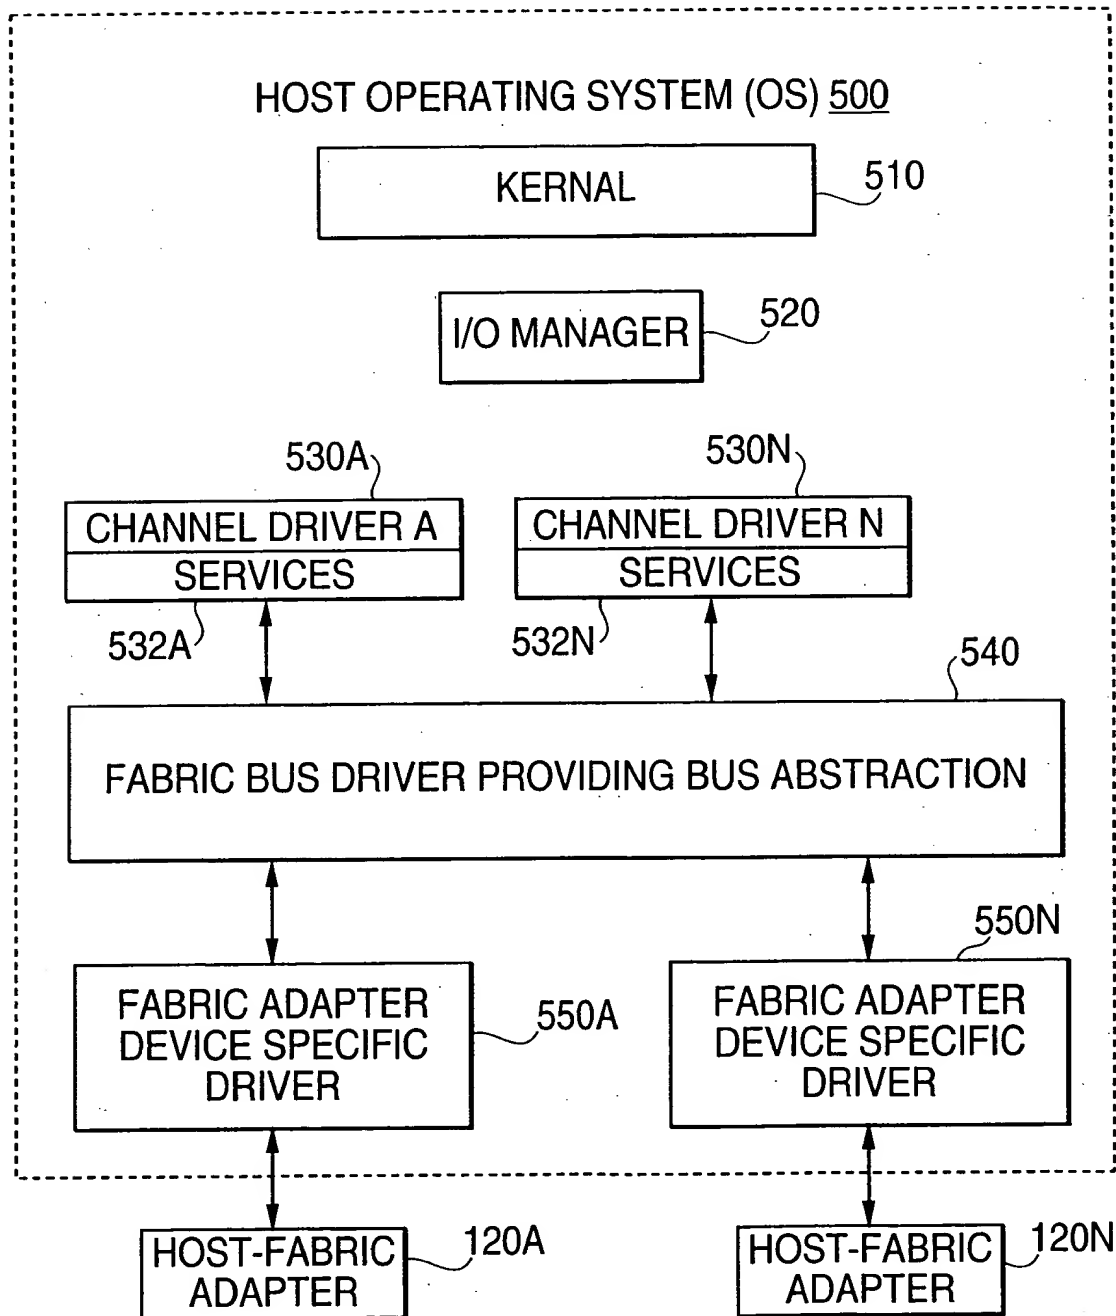 HOST OPERATING SYSTEM (OS) 500
KERNAL
510
I/O MANAGER
520
530A
530N
CHANNEL DRIVER A
SERVICES
CHANNEL DRIVER N
SERVICES
532A
532N
540
FABRIC BUS DRIVER PROVIDING BUS ABSTRACTION
550N
FABRIC ADAPTER
DEVICE SPECIFIC
DRIVER
550A
FABRIC ADAPTER
DEVICE SPECIFIC
DRIVER
HOST-FABRIC
ADAPTER
120A
HOST-FABRIC
ADAPTER
120N